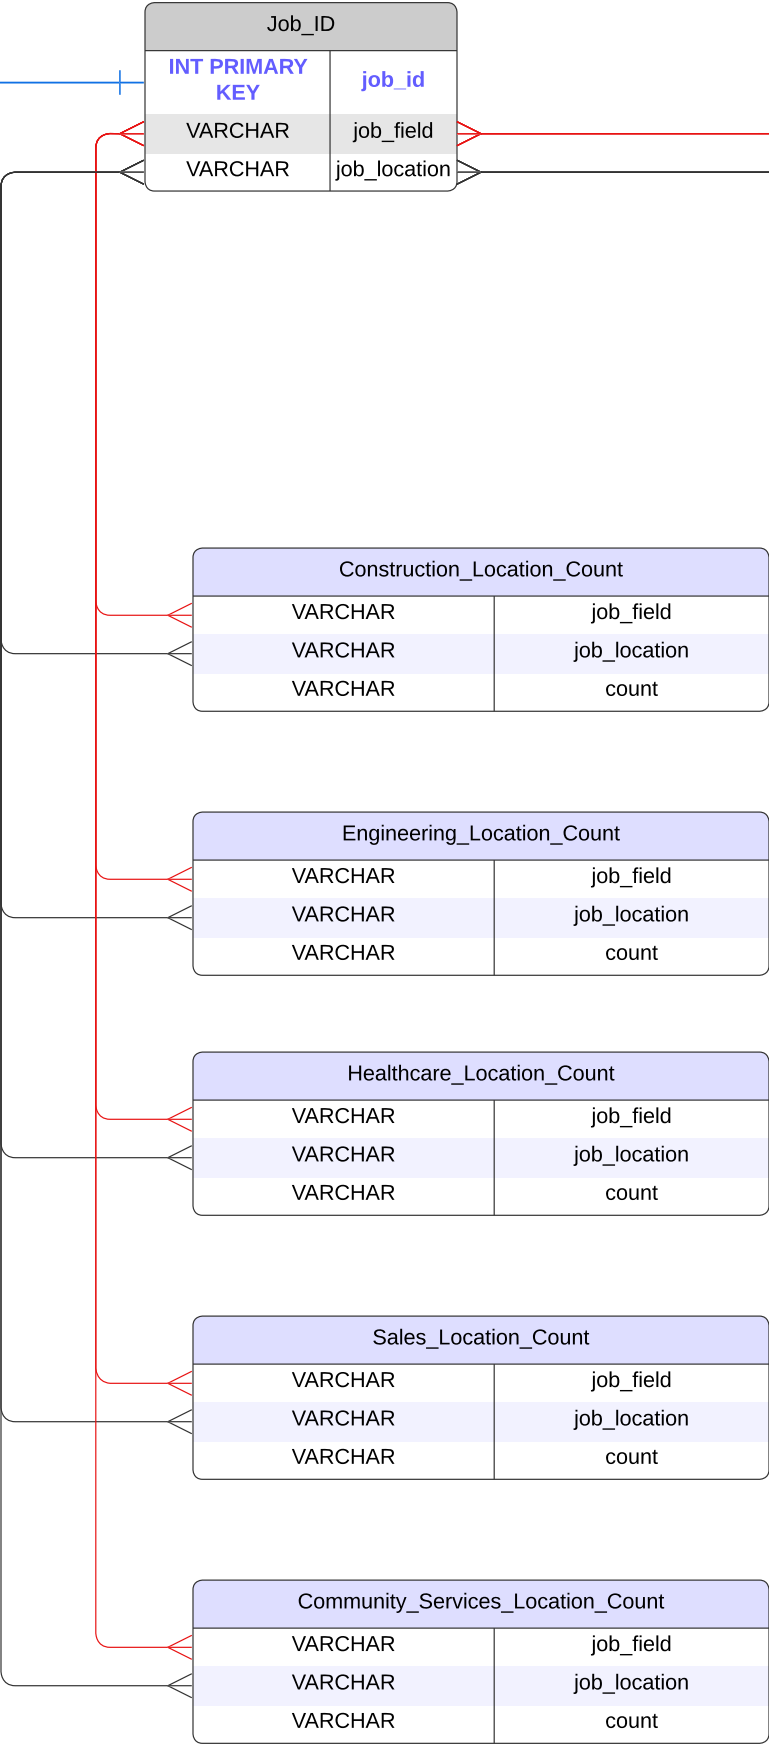 Job_ID
INT PRIMARY
KEY
job_id
VARCHAR job_field
VARCHAR job_location
Construction_Location_Count
VARCHAR job_field
VARCHAR job_location
VARCHAR count
Engineering_Location_Count
VARCHAR job_field
VARCHAR job_location
VARCHAR count
Healthcare_Location_Count
VARCHAR job_field
VARCHAR job_location
VARCHAR count
Sales_Location_Count
VARCHAR job_field
VARCHAR job_location
VARCHAR count
Community_Services_Location_Count
VARCHAR job_field
VARCHAR job_location
VARCHAR count